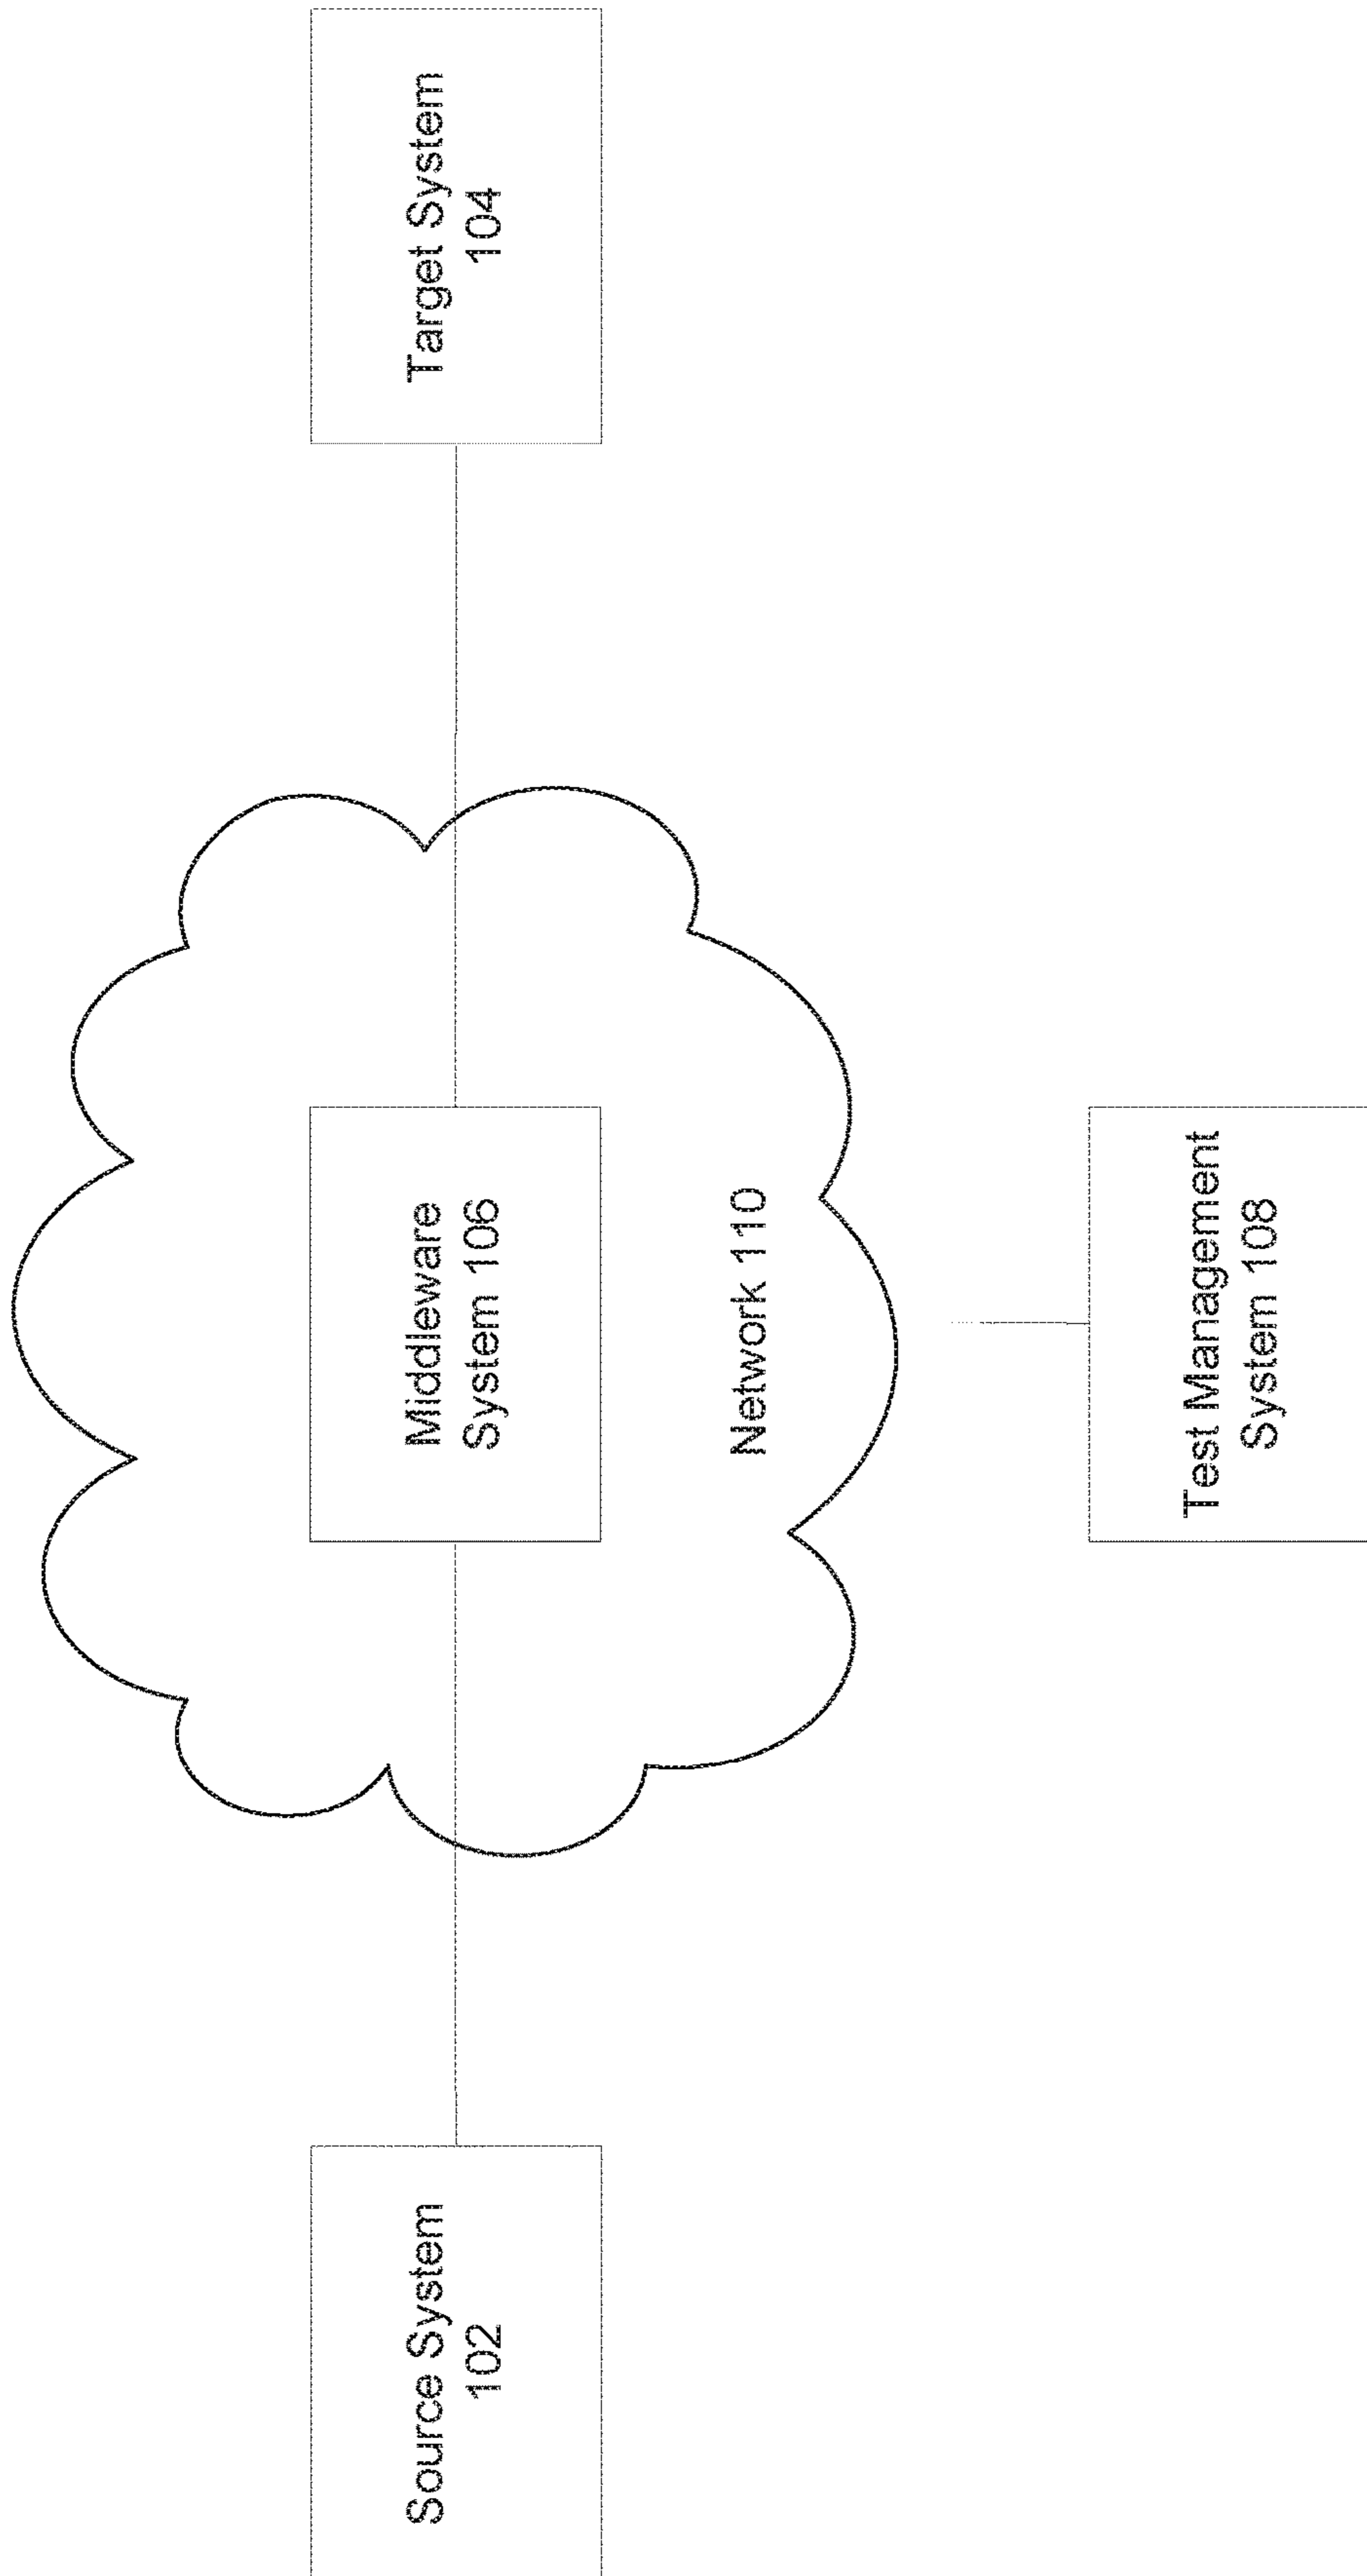 Source System
102
Middleware
System 106
Target System
104
Network 110
Test Management
System 108